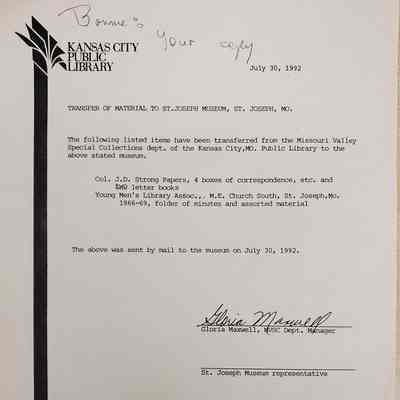 Bonnie's
Your copy
KANSAS CITY
PUBLIC
LIBRARY
July 30, 1992
TRANSFER OF MATERIAL TO ST.JOSEPH MUSEUM, ST. JOSEPH, MO.
The following listed items have been transferred from the Missouri Valley
Special Collections dept. of the Kansas City,MO. Public Library to the
above stated museum.
Col. J.D. Strong Papers, 4 boxes of correspondence, etc. and
letter books
Young Men's Library Assoc., M.E. Church South, St. Joseph,Mo.
1866-69, folder of minutes and assorted material
The above was sent by mail to the museum on July 30, 1992.
Gloria Maxwell
Gloria Maxwell, MVSC Dept. Manager
St. Joseph Museum representative